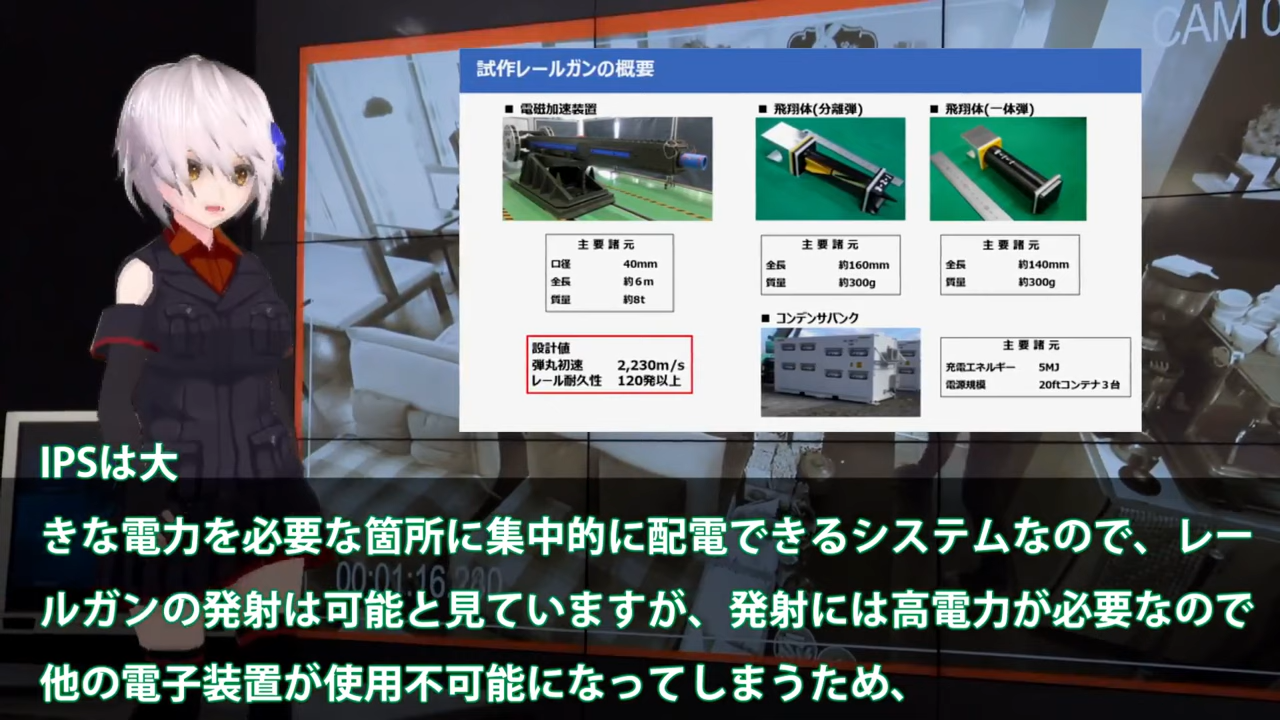 CAM 0
試作レールガンの概要
■ 電磁加速装置
■ 飛翔体(分離弾)
■ 飛翔体(一体弾)
主要諸元
口径 40mm
全長 約6m
質量 約8t
主要諸元
全長 約160mm
質量 約300g
主要諸元
全長 約140mm
質量 約300g
設計値
弾丸初速 2,230m/s
レール耐久性 120発以上
■ コンデンサバンク
主要諸元
充電エネルギー 5MJ
電源規模 20ftコンテナ3台
IPSは大
きな電力を必要な箇所に集中的に配電できるシステムなので、レー
ルガンの発射は可能と見ていますが、発射には高電力が必要なので
他の電子装置が使用不可能になってしまうため、
00:01:16.280